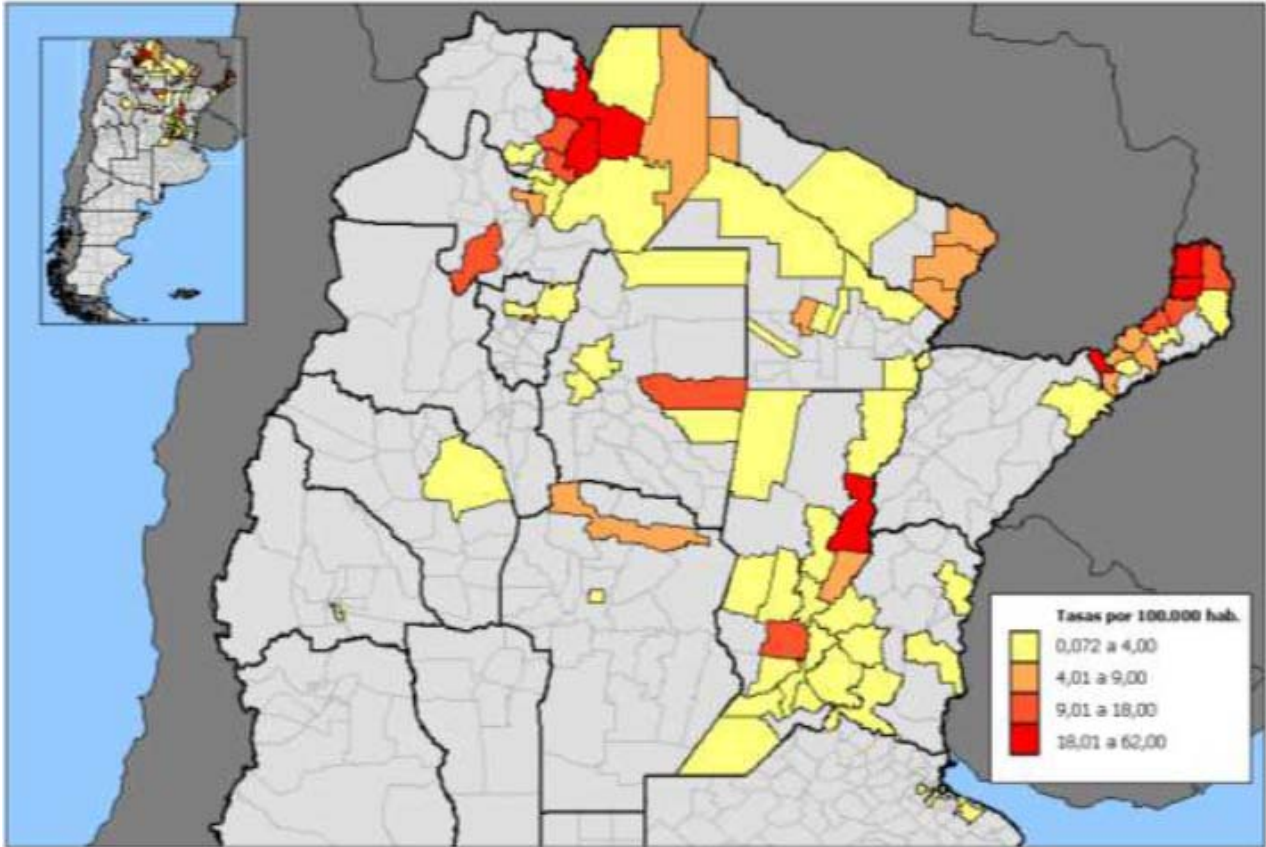 Tasas por 100.000 hab.
0,072 a 4,00
4,01 a 9,00
9,01 a 18,00
18,01 a 62,00